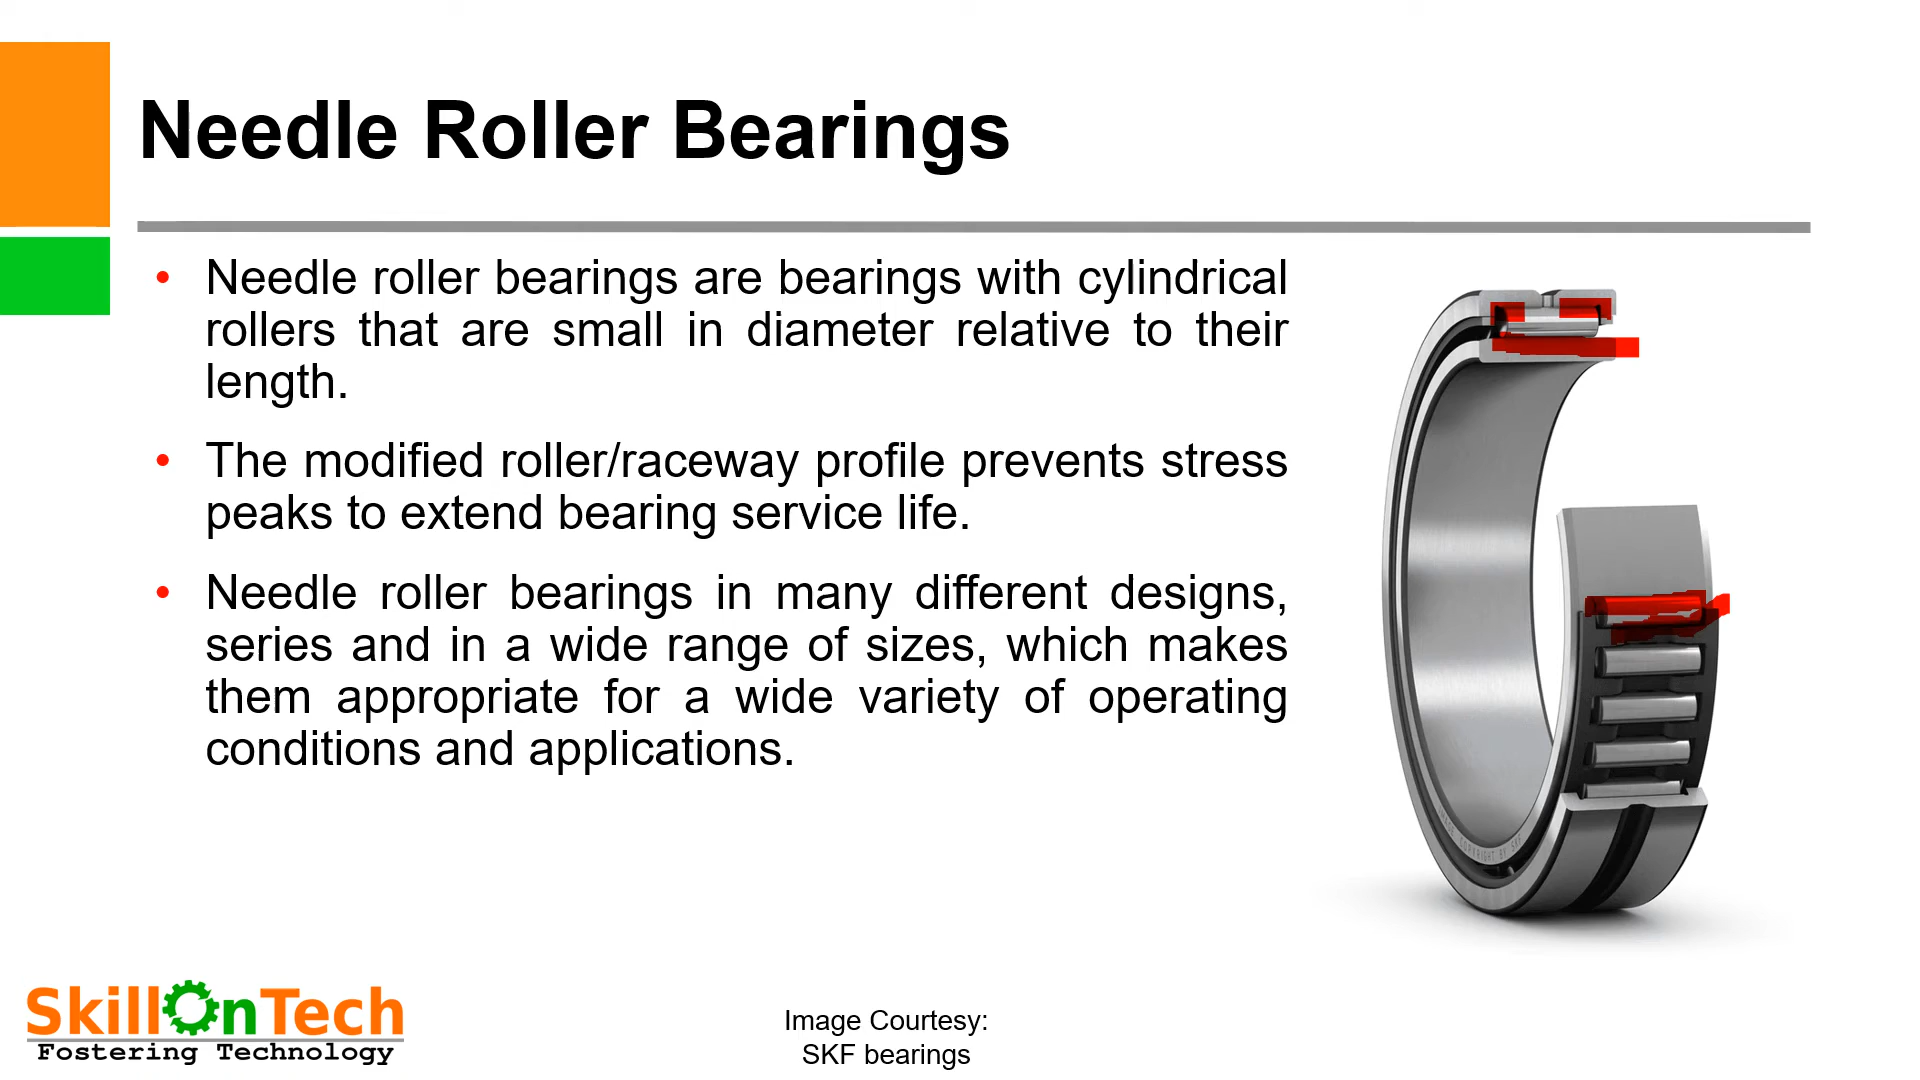 Needle Roller Bearings
• Needle roller bearings are bearings with cylindrical
rollers that are small in diameter relative to their
length.
• The modified roller/raceway profile prevents stress
peaks to extend bearing service life.
• Needle roller bearings in many different designs,
series and in a wide range of sizes, which makes
them appropriate for a wide variety of operating
conditions and applications.
COPYRIGHT BY SKF
SkillOnTech
Fostering Technology
Image Courtesy:
SKF bearings